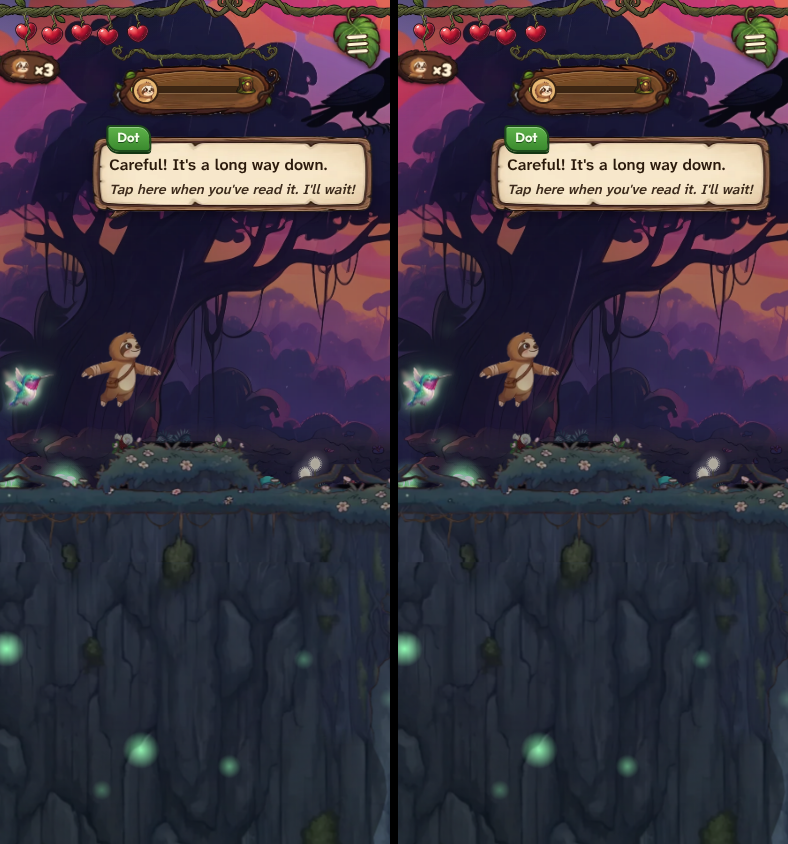 ×3
Dot
Careful! It's a long way down.
Tap here when you've read it. I'll wait!
×3
Dot
Careful! It's a long way down.
Tap here when you've read it. I'll wait!